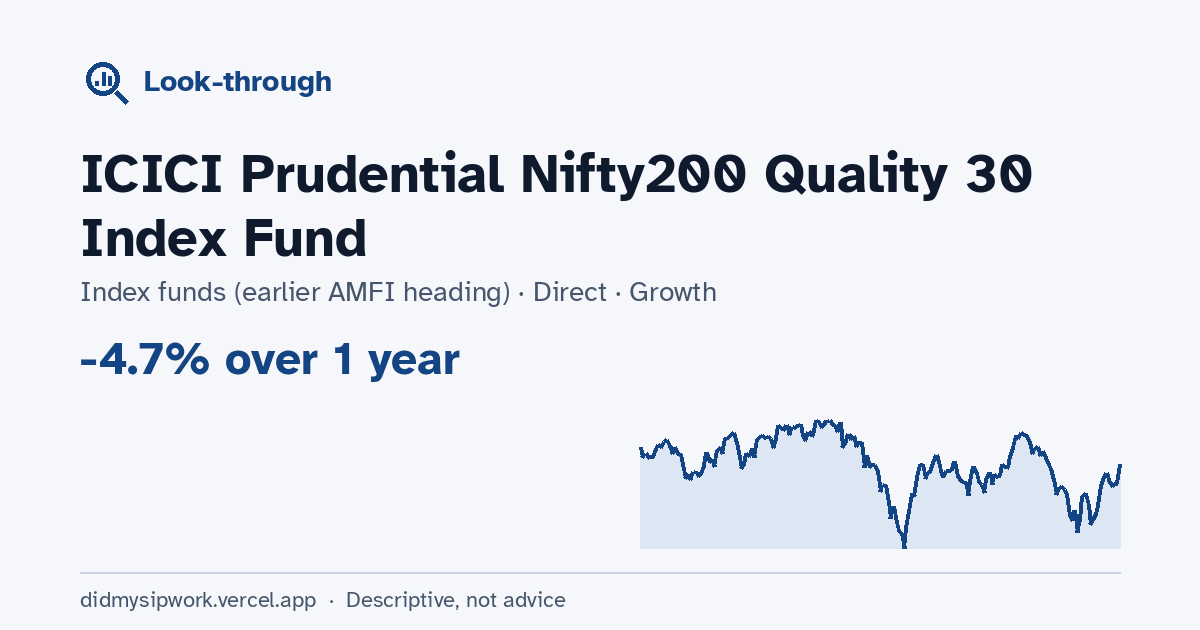 Look-through
ICICI Prudential Nifty200 Quality 30
Index Fund
Index funds (earlier AMFI heading) · Direct · Growth
-4.7% over 1 year
didmysipwork.vercel.app · Descriptive, not advice